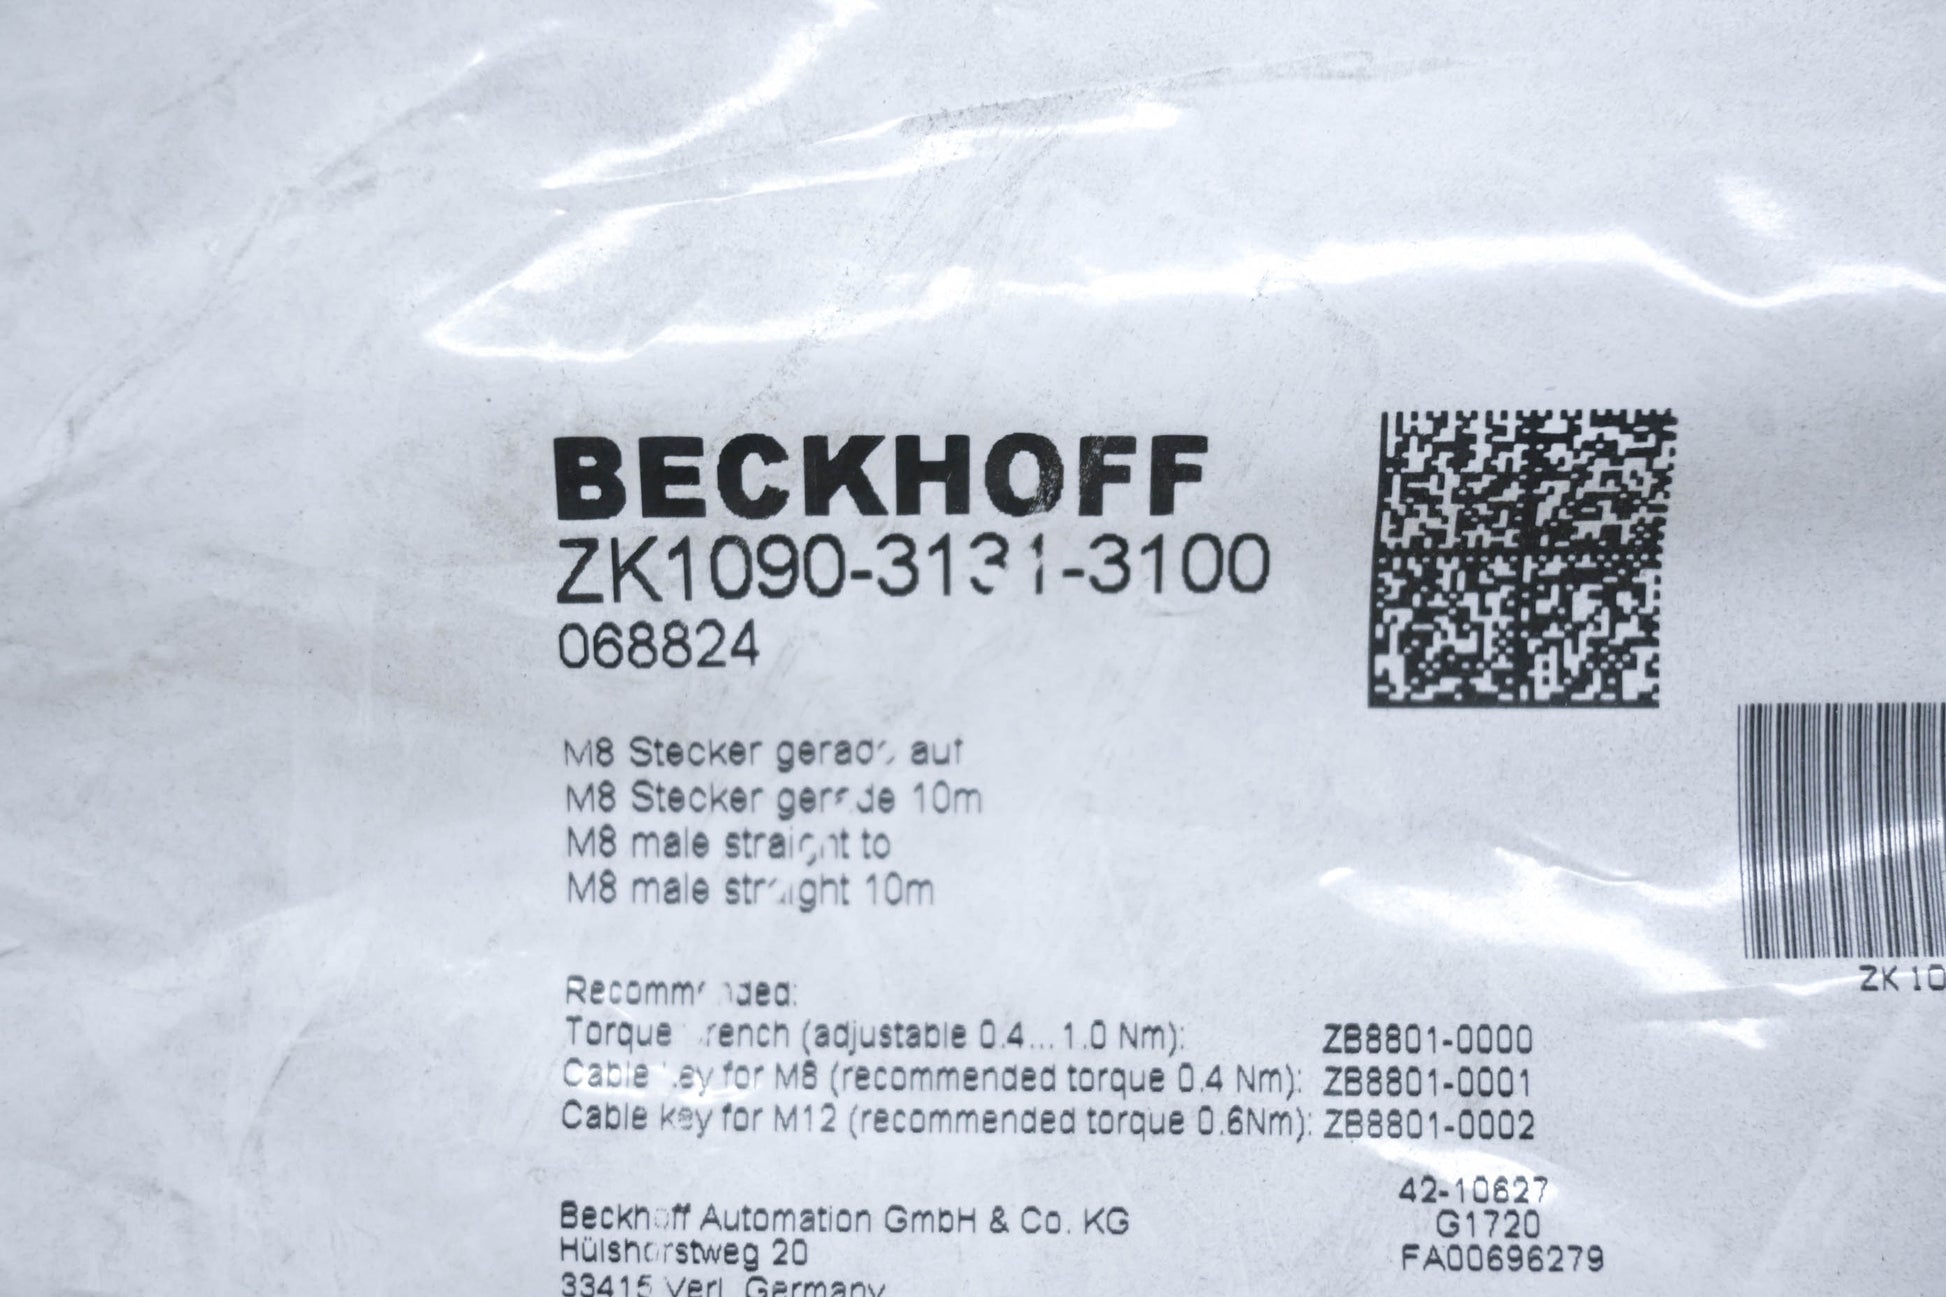 BECKHOFF
ZK1090-3131-3100
068824
M8 Stecker gerade auf
M8 Stecker gerade 10m
M8 male straight to
M8 male straight 10m
ZK10
Recommended:
Torque wrench (adjustable 0.4...1.0 Nm): ZB8801-0000
Cable key for M8 (recommended torque 0.4 Nm): ZB8801-0001
Cable key for M12 (recommended torque 0.6Nm): ZB8801-0002
42-10627
G1720
FA00696279
Beckhoff Automation GmbH & Co. KG
Hülshorstweg 20
33415 Verl, Germany